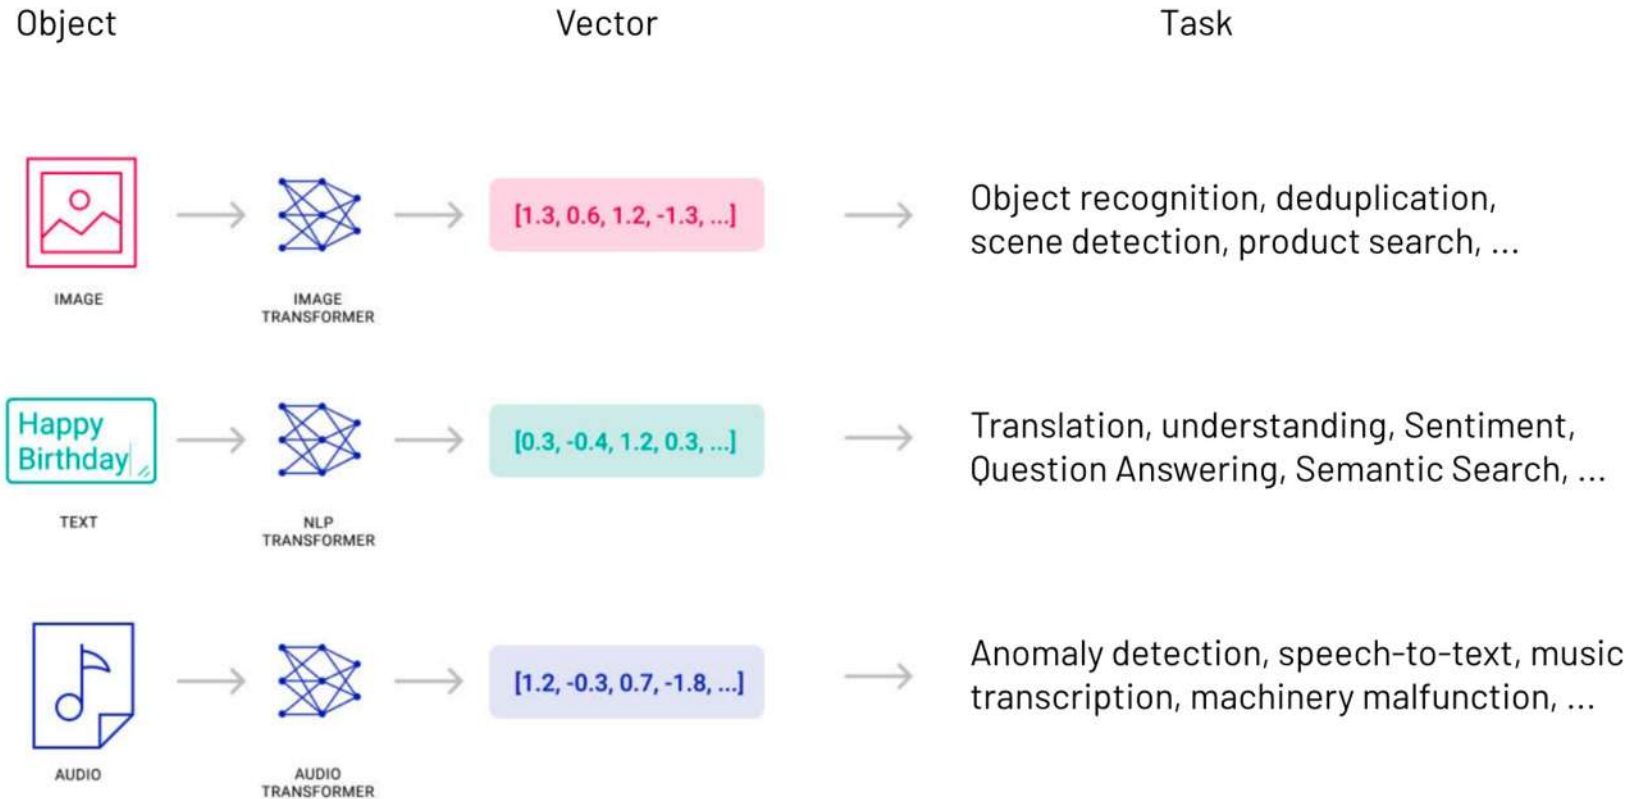 Object
Vector
Task
[1.3, 0.6, 1.2, -1.3, ...]
Object recognition, deduplication,
scene detection, product search, ...
IMAGE
IMAGE
TRANSFORMER
Happy
Birthday
[0.3, -0.4, 1.2, 0.3, ...]
Translation, understanding, Sentiment,
Question Answering, Semantic Search, ...
TEXT
NLP
TRANSFORMER
[1.2, -0.3, 0.7, -1.8, ...]
Anomaly detection, speech-to-text, music
transcription, machinery malfunction, ...
AUDIO
AUDIO
TRANSFORMER